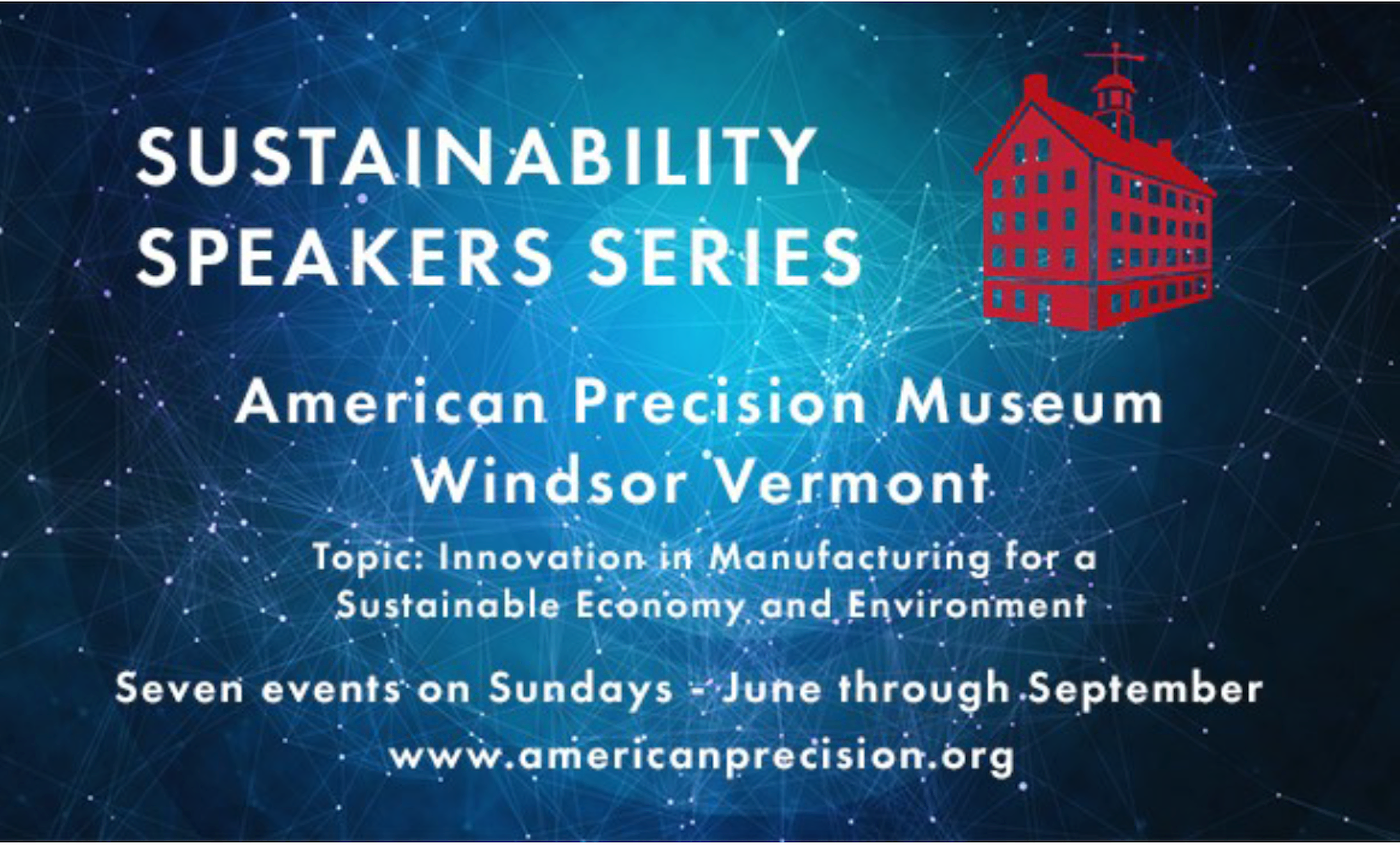 SUSTAINABILITY
SPEAKERS SERIES
American Precision Museum
Windsor Vermont
Topic: Innovation in Manufacturing for a
Sustainable Economy and Environment
Seven events on Sundays - June through September
www.americanprecision.org